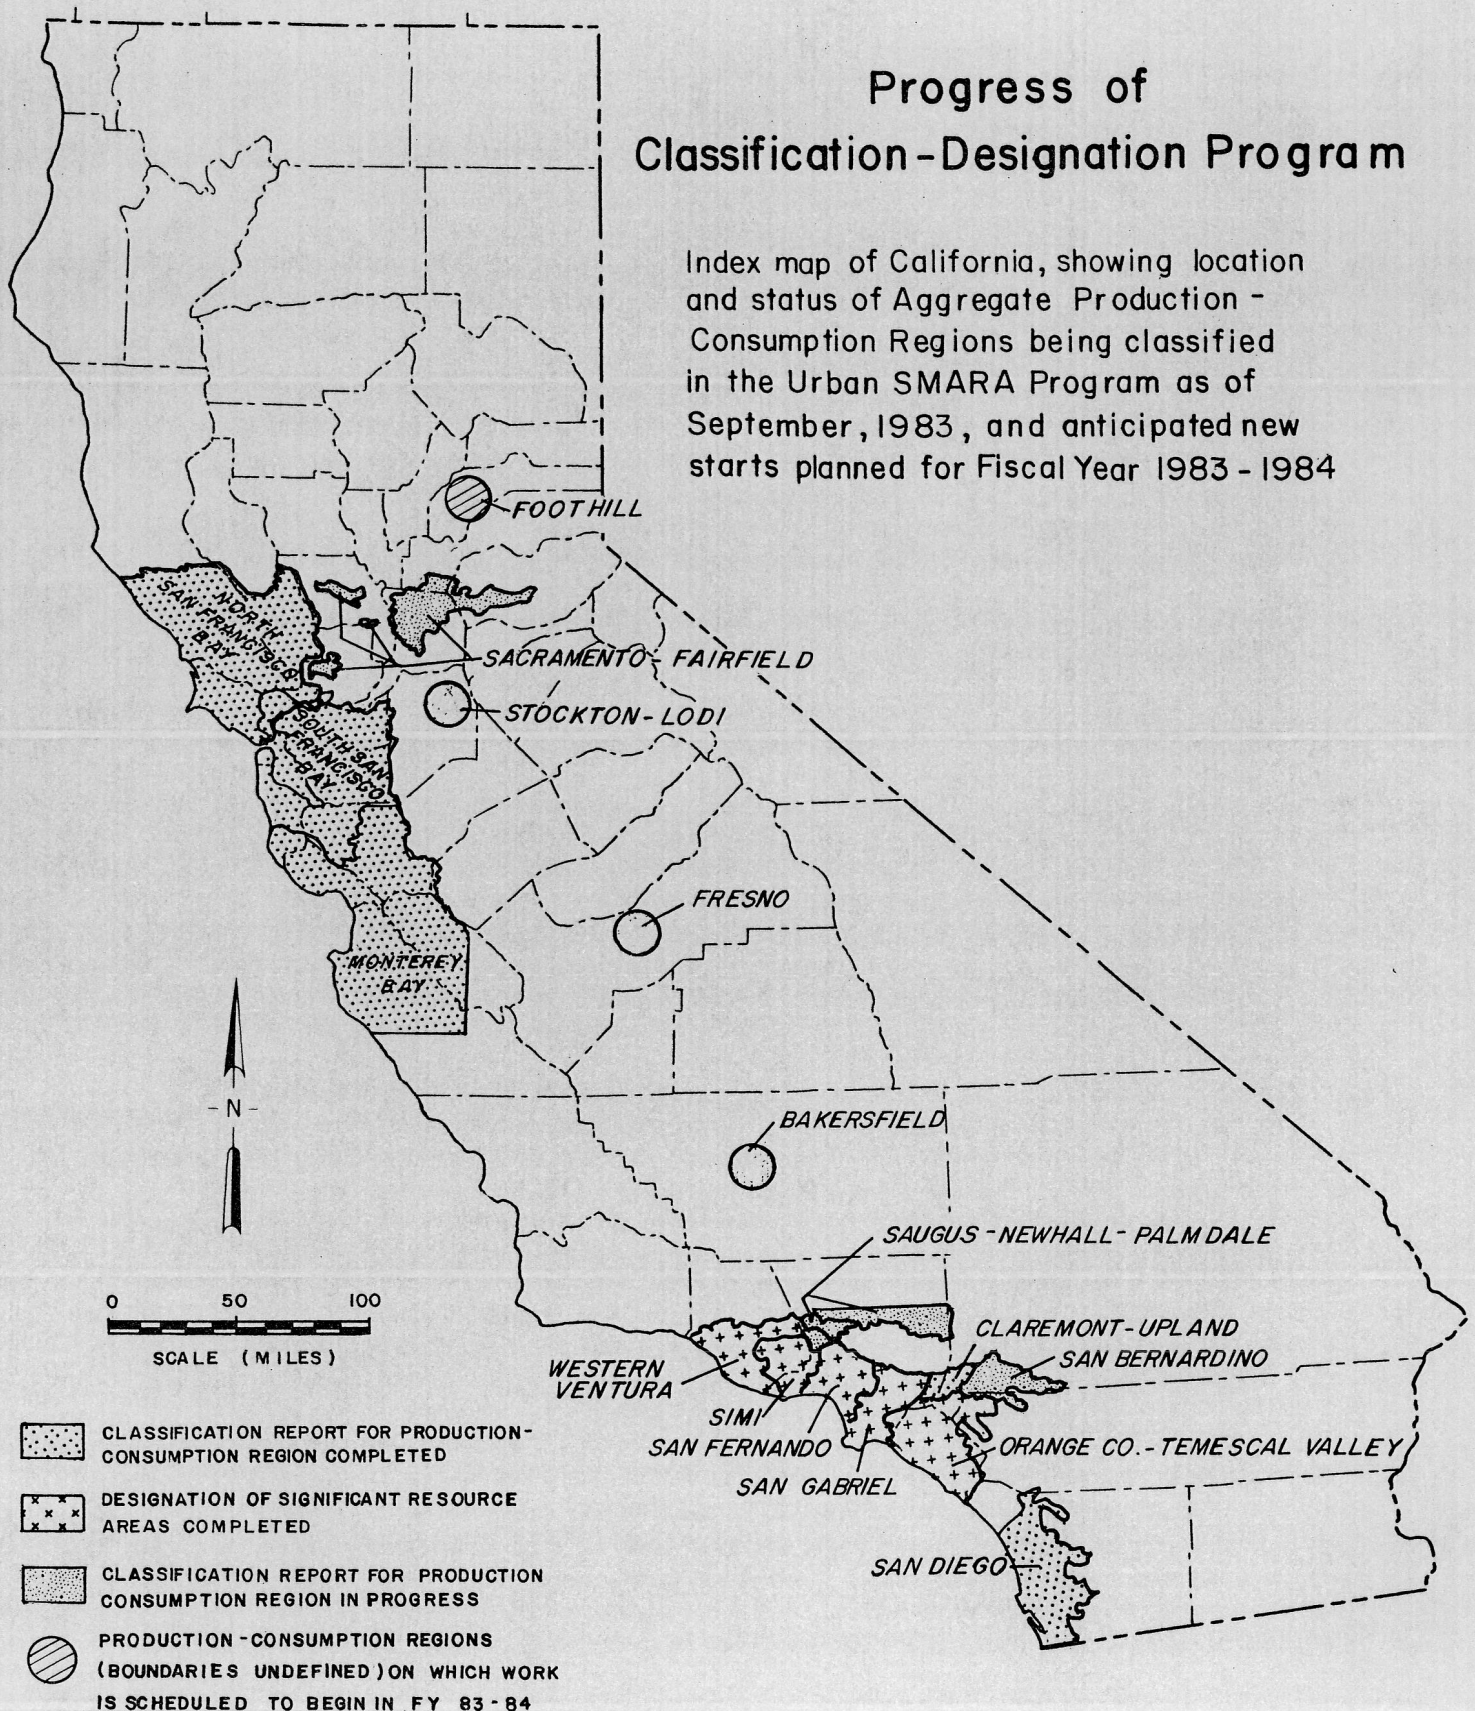 Progress of
Classification-Designation Program
Index map of California, showing location
and status of Aggregate Production-
Consumption Regions being classified
in the Urban SMARA Program as of
September, 1983, and anticipated new
starts planned for Fiscal Year 1983-1984
FOOTHILL
NORTH
SAN FRANCISCO
BAY
SACRAMENTO-FAIRFIELD
STOCKTON-LODI
SOUTH SAN
FRANCISCO
BAY
FRESNO
MONTEREY
BAY
-N-
BAKERSFIELD
SAUGUS-NEWHALL-PALMDALE
0 50 100
SCALE (MILES)
CLAREMONT-UPLAND
SAN BERNARDINO
WESTERN
VENTURA
SIMI
SAN FERNANDO
SAN GABRIEL
ORANGE CO.-TEMESCAL VALLEY
SAN DIEGO
CLASSIFICATION REPORT FOR PRODUCTION-
CONSUMPTION REGION COMPLETED
DESIGNATION OF SIGNIFICANT RESOURCE
AREAS COMPLETED
CLASSIFICATION REPORT FOR PRODUCTION
CONSUMPTION REGION IN PROGRESS
PRODUCTION-CONSUMPTION REGIONS
(BOUNDARIES UNDEFINED) ON WHICH WORK
IS SCHEDULED TO BEGIN IN FY 83-84